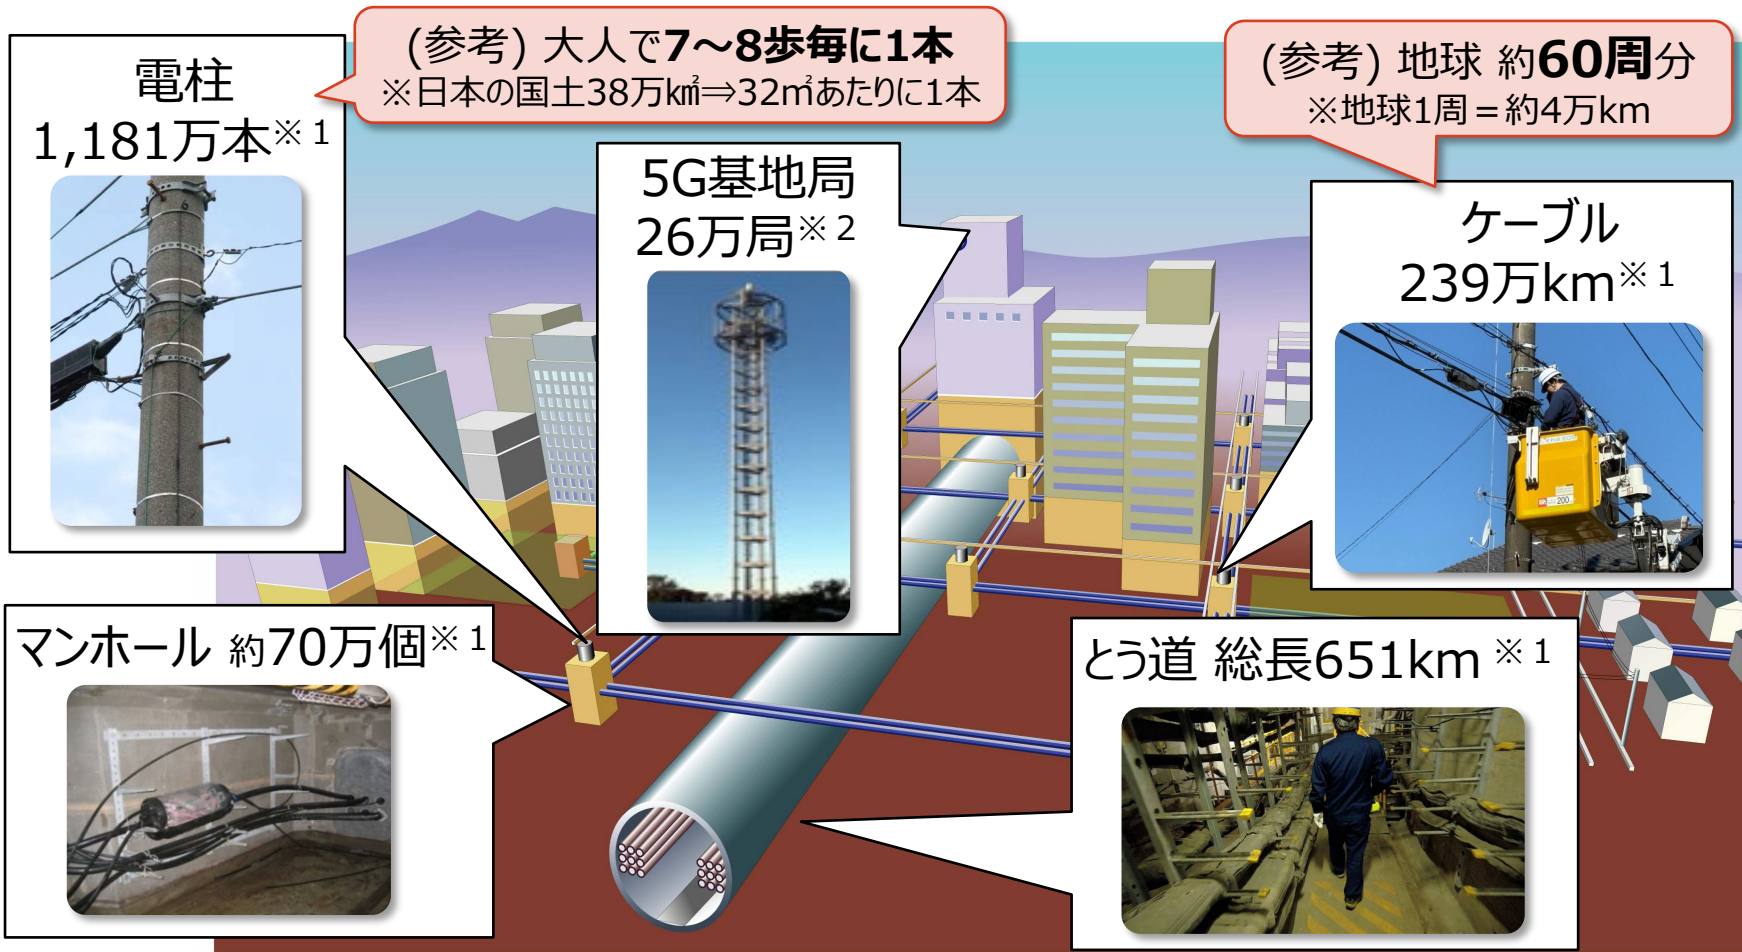 (参考) 大人で7～8歩毎に1本
※日本の国土38万k㎡⇒32㎡あたりに1本
(参考) 地球 約60周分
※地球1周＝約4万km
電柱
1,181万本※1
5G基地局
26万局※2
ケーブル
239万km※1
200
マンホール 約70万個※1
とう道 総長651km ※1